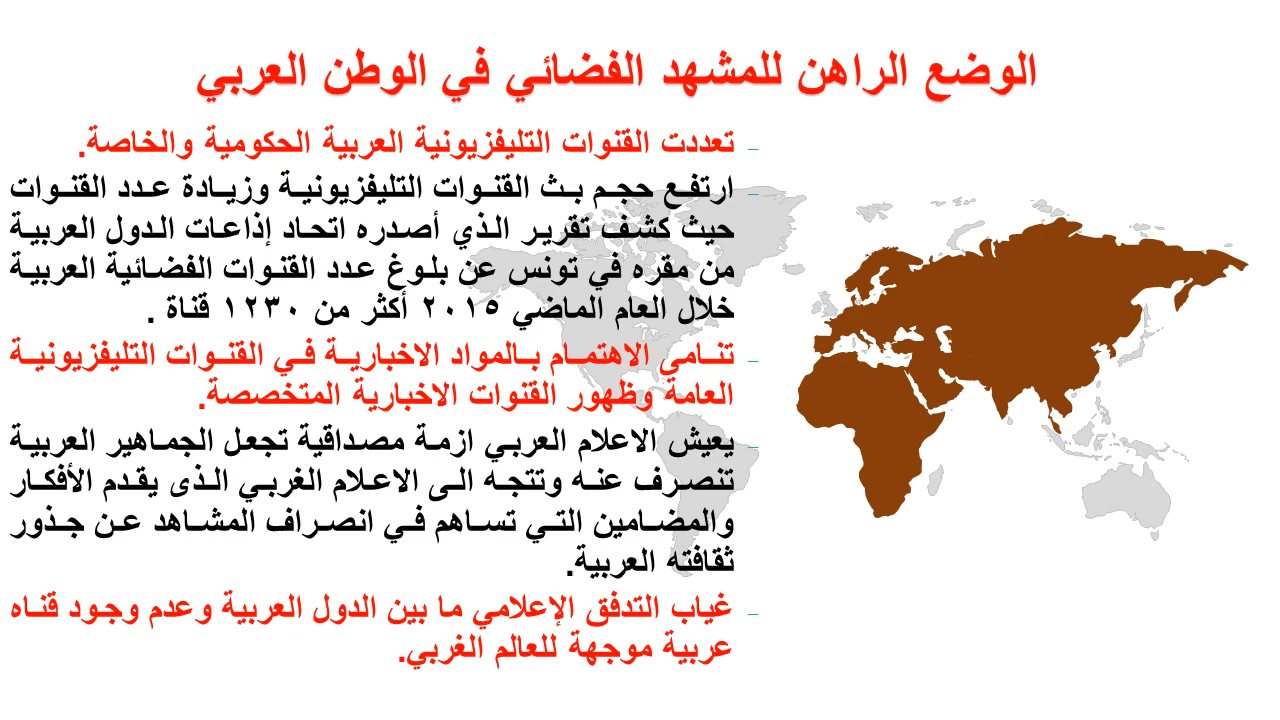 الوضع الراهن للمشهد الفضائي في الوطن العربي
- تعددت القنوات التليفزيونية العربية الحكومية والخاصة.
- ارتفع حجم بث القنوات التليفزيونية وزيادة عدد القنوات
حيث كشف تقرير الذي أصدره اتحاد إذاعات الدول العربية
من مقره في تونس عن بلوغ عدد القنوات الفضائية العربية
خلال العام الماضي ٢٠١٥ أكثر من ١٢٣٠ قناة .
- تنامى الاهتمام بالمواد الاخبارية في القنوات التليفزيونية
العامة وظهور القنوات الاخبارية المتخصصة.
- يعيش الاعلام العربي ازمة مصداقية تجعل الجماهير العربية
تنصرف عنه وتتجه الى الاعلام الغربي الذى يقدم الأفكار
والمضامين التي تساهم في انصراف المشاهد عن جذور
ثقافته العربية.
- غياب التدفق الإعلامي ما بين الدول العربية وعدم وجود قناه
عربية موجهة للعالم الغربي.